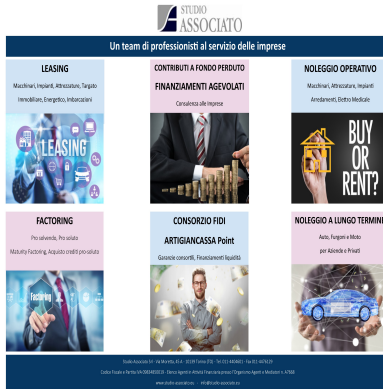 STUDIO
ASSOCIATO
Un team di professionisti al servizio delle imprese
LEASING
Macchinari, Impianti, Attrezzature, Targato
Immobiliare, Energetico, Imbarcazioni
LEASING
CONTRIBUTI A FONDO PERDUTO
FINANZIAMENTI AGEVOLATI
Consulenza alle Imprese
NOLEGGIO OPERATIVO
Macchinari, Attrezzature, Impianti
Arredamenti, Elettro Medicale
BUY
OR
RENT?
FACTORING
Pro solvendo, Pro soluto
Maturity Factoring, Acquisto crediti pro-soluto
Factoring
CONSORZIO FIDI
ARTIGIANCASSA Point
Garanzie consortili, Finanziamenti liquidità
NOLEGGIO A LUNGO TERMINE
Auto, Furgoni e Moto
per Aziende e Privati